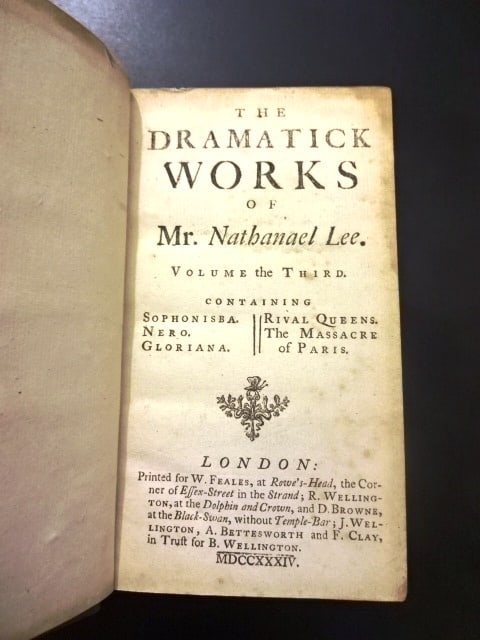 THE
DRAMATICK
WORKS
OF
Mr. Nathanael Lee.
VOLUME the THIRD.
CONTAINING
SOPHONISBA.
NERO.
GLORIANA.
RIVAL QUEENS.
The MASSACRE
of PARIS.
LONDON:
Printed for W. FEALES, at Rowe's-Head, the Cor-
ner of Eſſex-Street in the Strand; R. WELLING-
TON, at the Dolphin and Crown, and D. BROWNE,
at the Black-Swan, without Temple-Bar; J. WEL-
LINGTON, A. BETTESWORTH and F. CLAY,
in Truſt for B. WELLINGTON.
MDCCXXXIV.